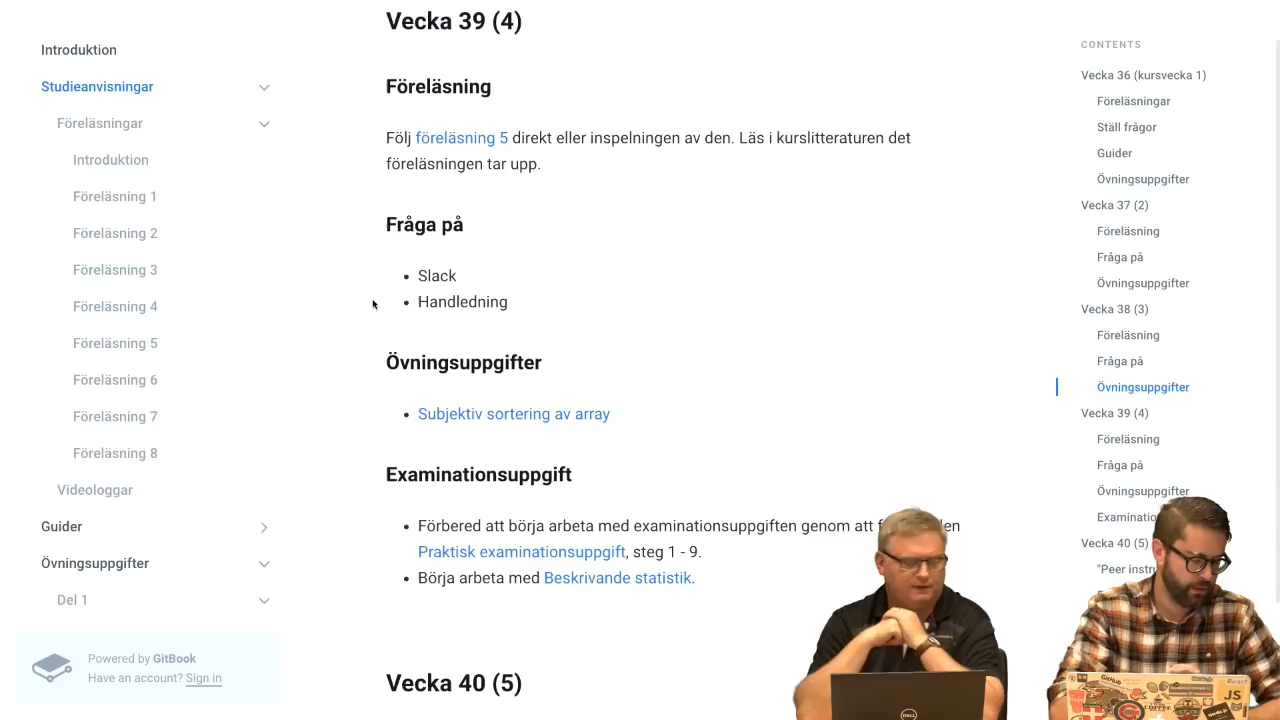 Introduktion
Studieanvisningar
Föreläsningar
Introduktion
Föreläsning 1
Föreläsning 2
Föreläsning 3
Föreläsning 4
Föreläsning 5
Föreläsning 6
Föreläsning 7
Föreläsning 8
Videologgar
Guider
Övningsuppgifter
Del 1
Powered by GitBook
Have an account? Sign in
Vecka 39 (4)
Föreläsning
Följ föreläsning 5 direkt eller inspelningen av den. Läs i kurslitteraturen det
föreläsningen tar upp.
Fråga på
Slack
Handledning
Övningsuppgifter
Subjektiv sortering av array
Examinationsuppgift
Förbered att börja arbeta med examinationsuppgiften genom att en
Praktisk examinationsuppgift, steg 1 - 9.
Börja arbeta med Beskrivande statistik.
Vecka 40 (5)
CONTENTS
Vecka 36 (kursvecka 1)
Föreläsningar
Ställ frågor
Guider
Övningsuppgifter
Vecka 37 (2)
Föreläsning
Fråga på
Övningsuppgifter
Vecka 38 (3)
Föreläsning
Fråga på
Övningsuppgifter
Vecka 39 (4)
Föreläsning
Fråga på
Övningsuppgifter
Examinatio
Vecka 40 (5)
"Peer instr
DELL
GitHub
React
JS